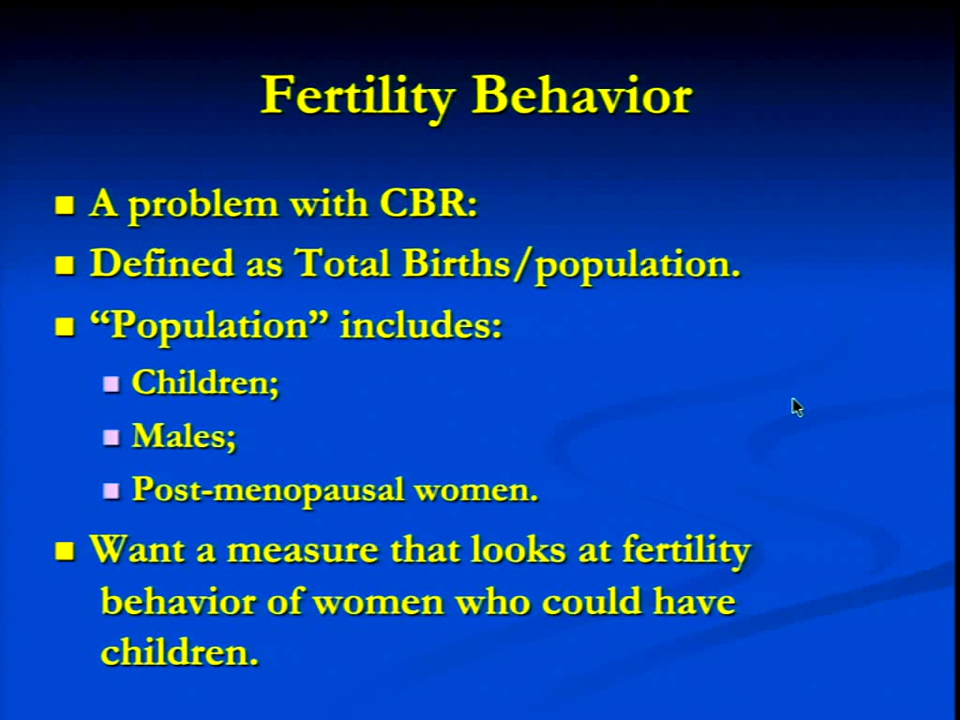 Fertility Behavior
A problem with CBR:
Defined as Total Births/population.
“Population” includes:
Children;
Males;
Post-menopausal women.
Want a measure that looks at fertility
behavior of women who could have
children.